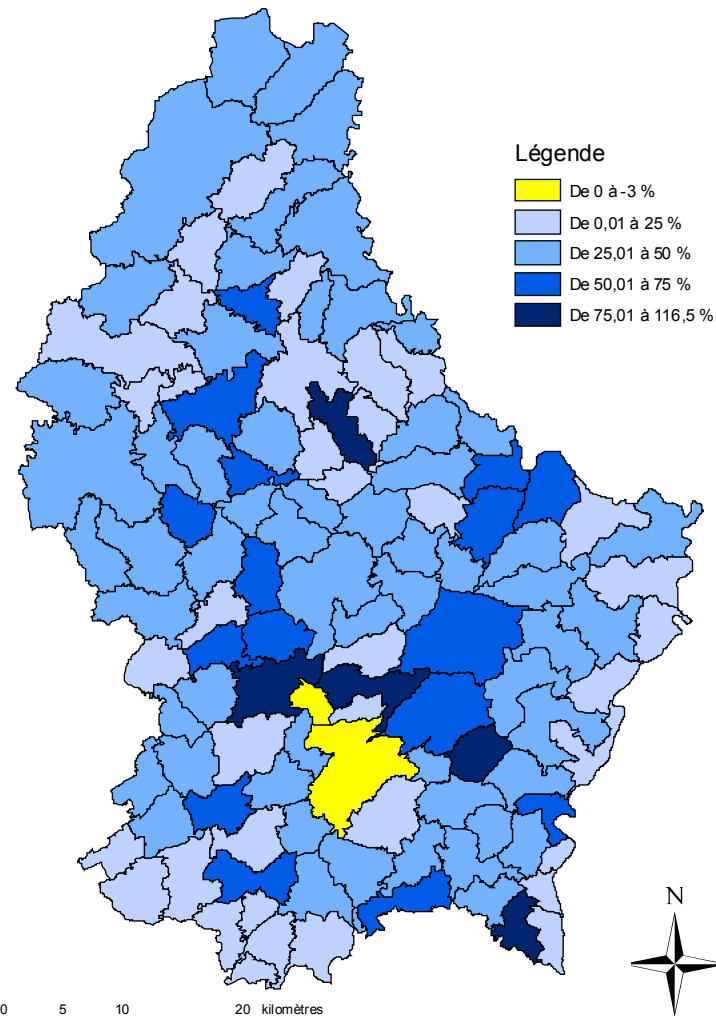 Légende
De 0 à -3 %
De 0,01 à 25 %
De 25,01 à 50 %
De 50,01 à 75 %
De 75,01 à 116,5 %
N
0 5 10 20 kilomètres